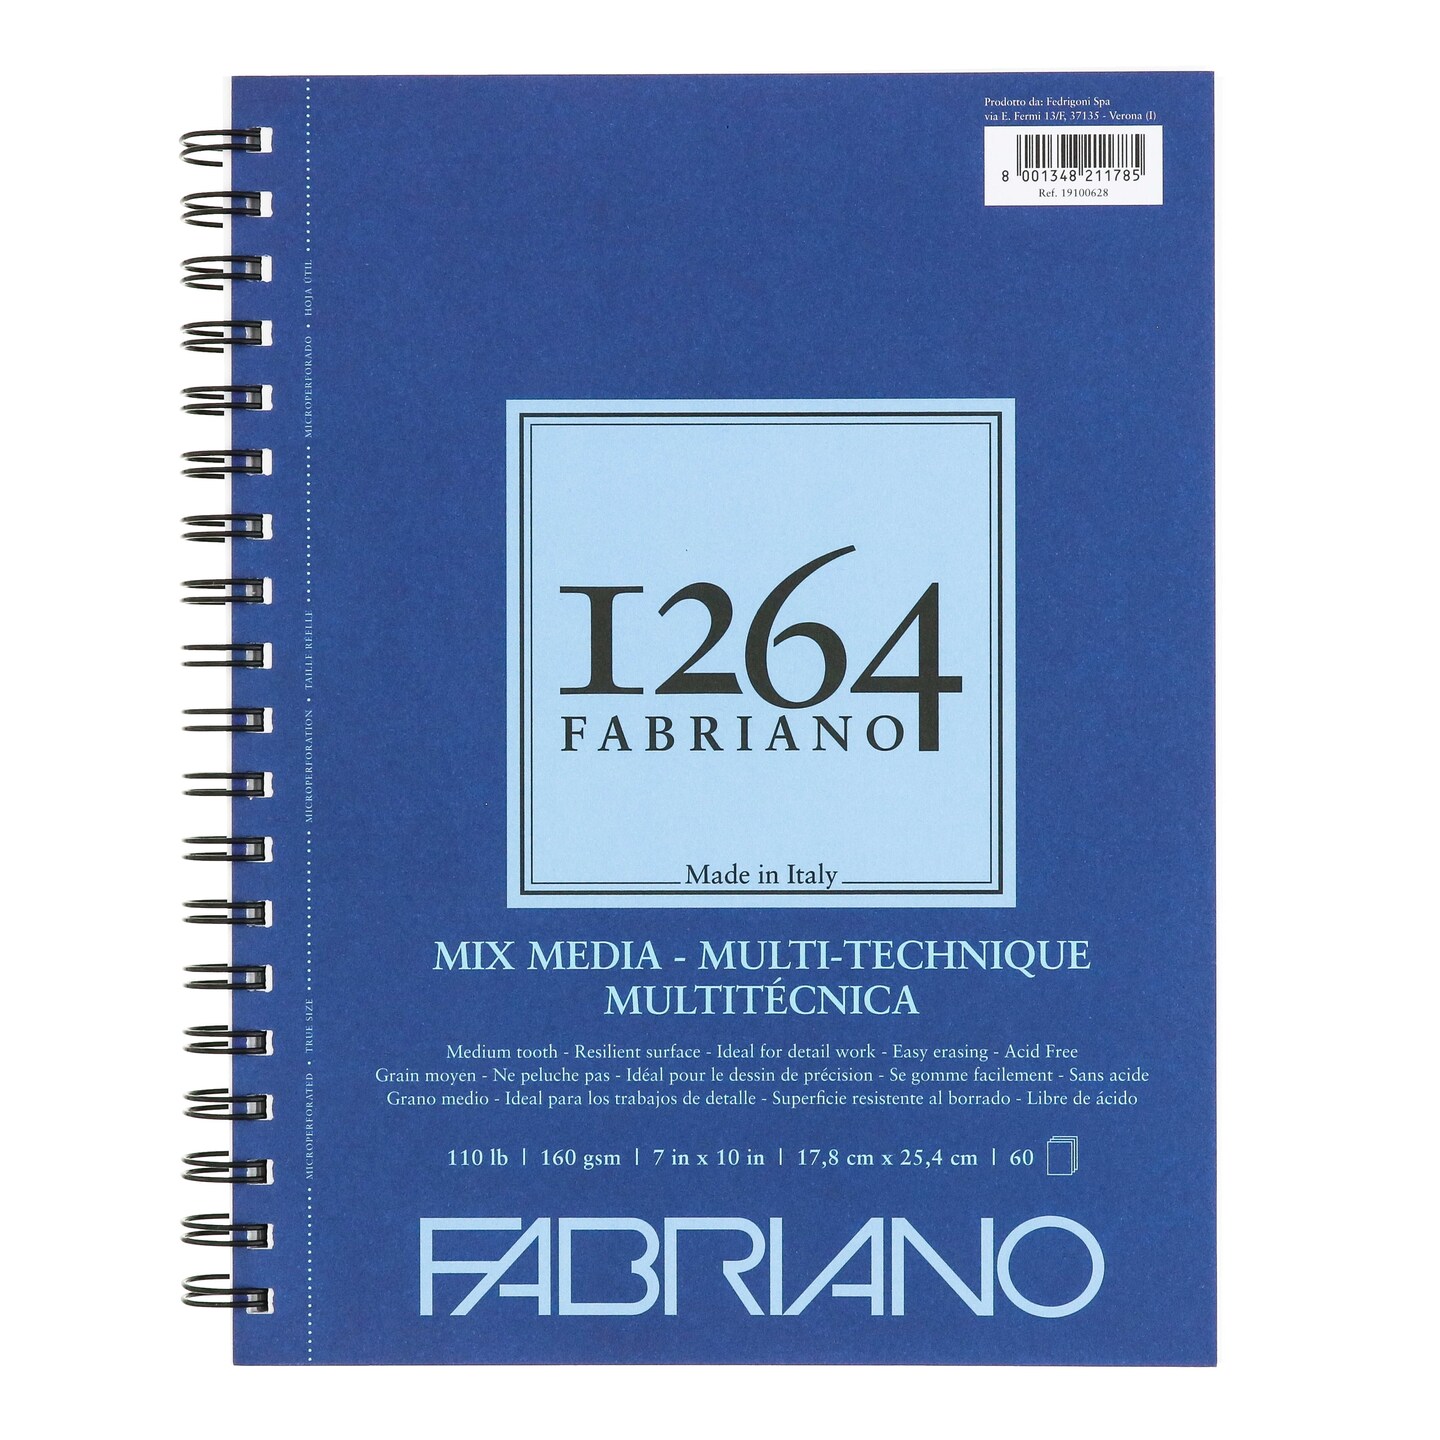 Prodotto da: Fedrigoni Spa
via E. Fermi 13/F, 37135 - Verona (I)
8 001348 211785
Ref. 19100628
MICROPERFORATED • TRUE SIZE
MICROPERFORATION • TAILLE RÉELLE
MICROPERFORADO • HOJA ÚTIL
1264
FABRIANO
Made in Italy
MIX MEDIA - MULTI-TECHNIQUE
MULTITÉCNICA
Medium tooth - Resilient surface - Ideal for detail work - Easy erasing - Acid Free
Grain moyen - Ne peluche pas - Idéal pour le dessin de précision - Se gomme facilement - Sans acide
Grano medio - Ideal para los trabajos de detalle - Superficie resistente al borrado - Libre de ácido
110 lb | 160 gsm | 7 in x 10 in | 17,8 cm x 25,4 cm | 60
FABRIANO